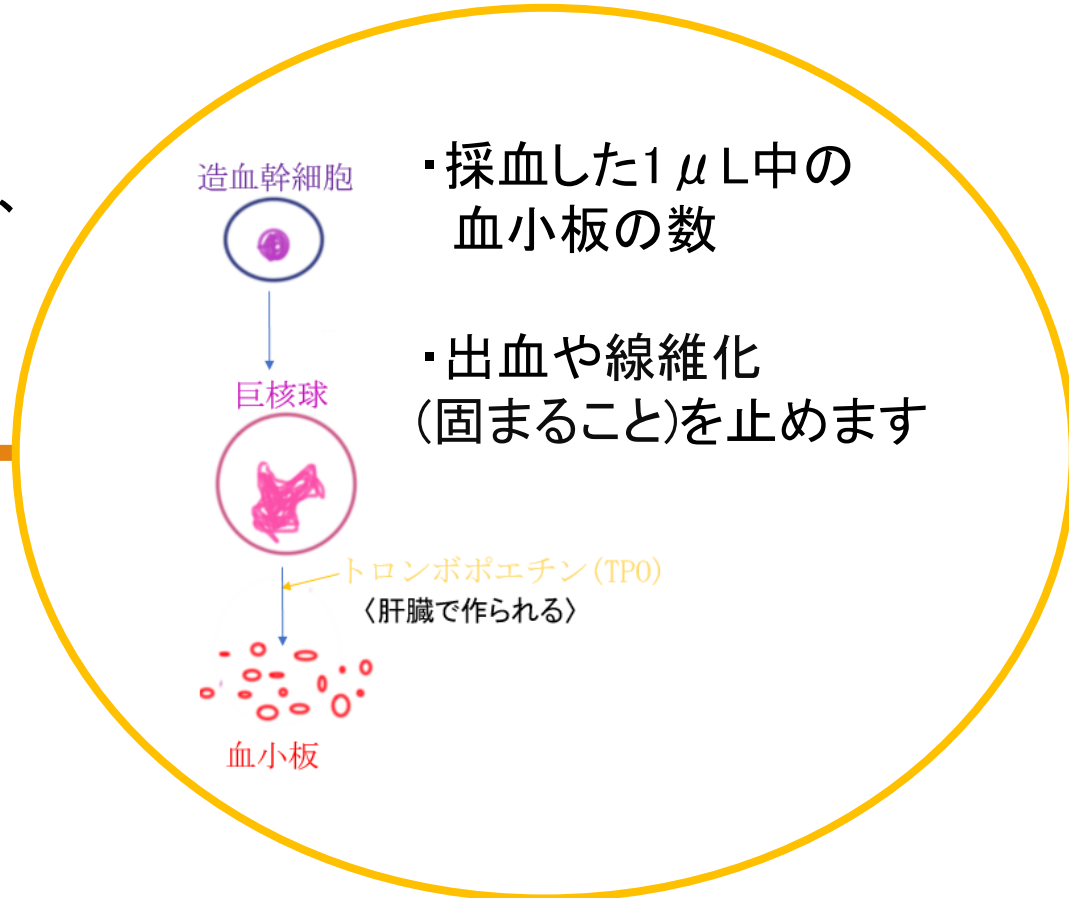 、
造血幹細胞
巨核球
トロンボポエチン(TPO)
〈肝臓で作られる〉
血小板
・採血した1μL中の
血小板の数
・出血や線維化
(固まること)を止めます